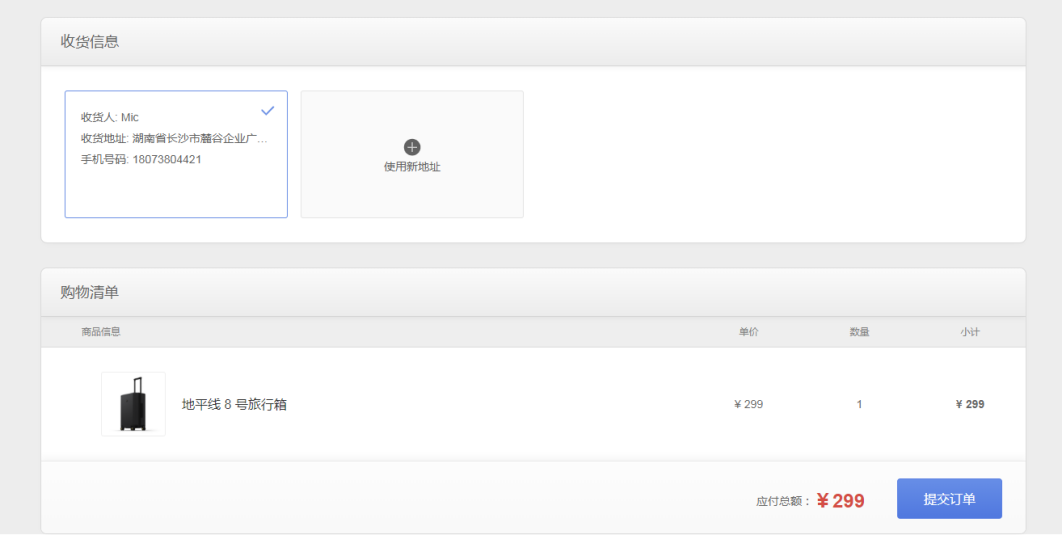 收货信息
收货人: Mic
收货地址: 湖南省长沙市麓谷企业广...
手机号码: 18073804421
使用新地址
购物清单
商品信息 单价 数量 小计
地平线 8 号旅行箱 ¥ 299 1 ¥ 299
应付总额： ¥ 299 提交订单